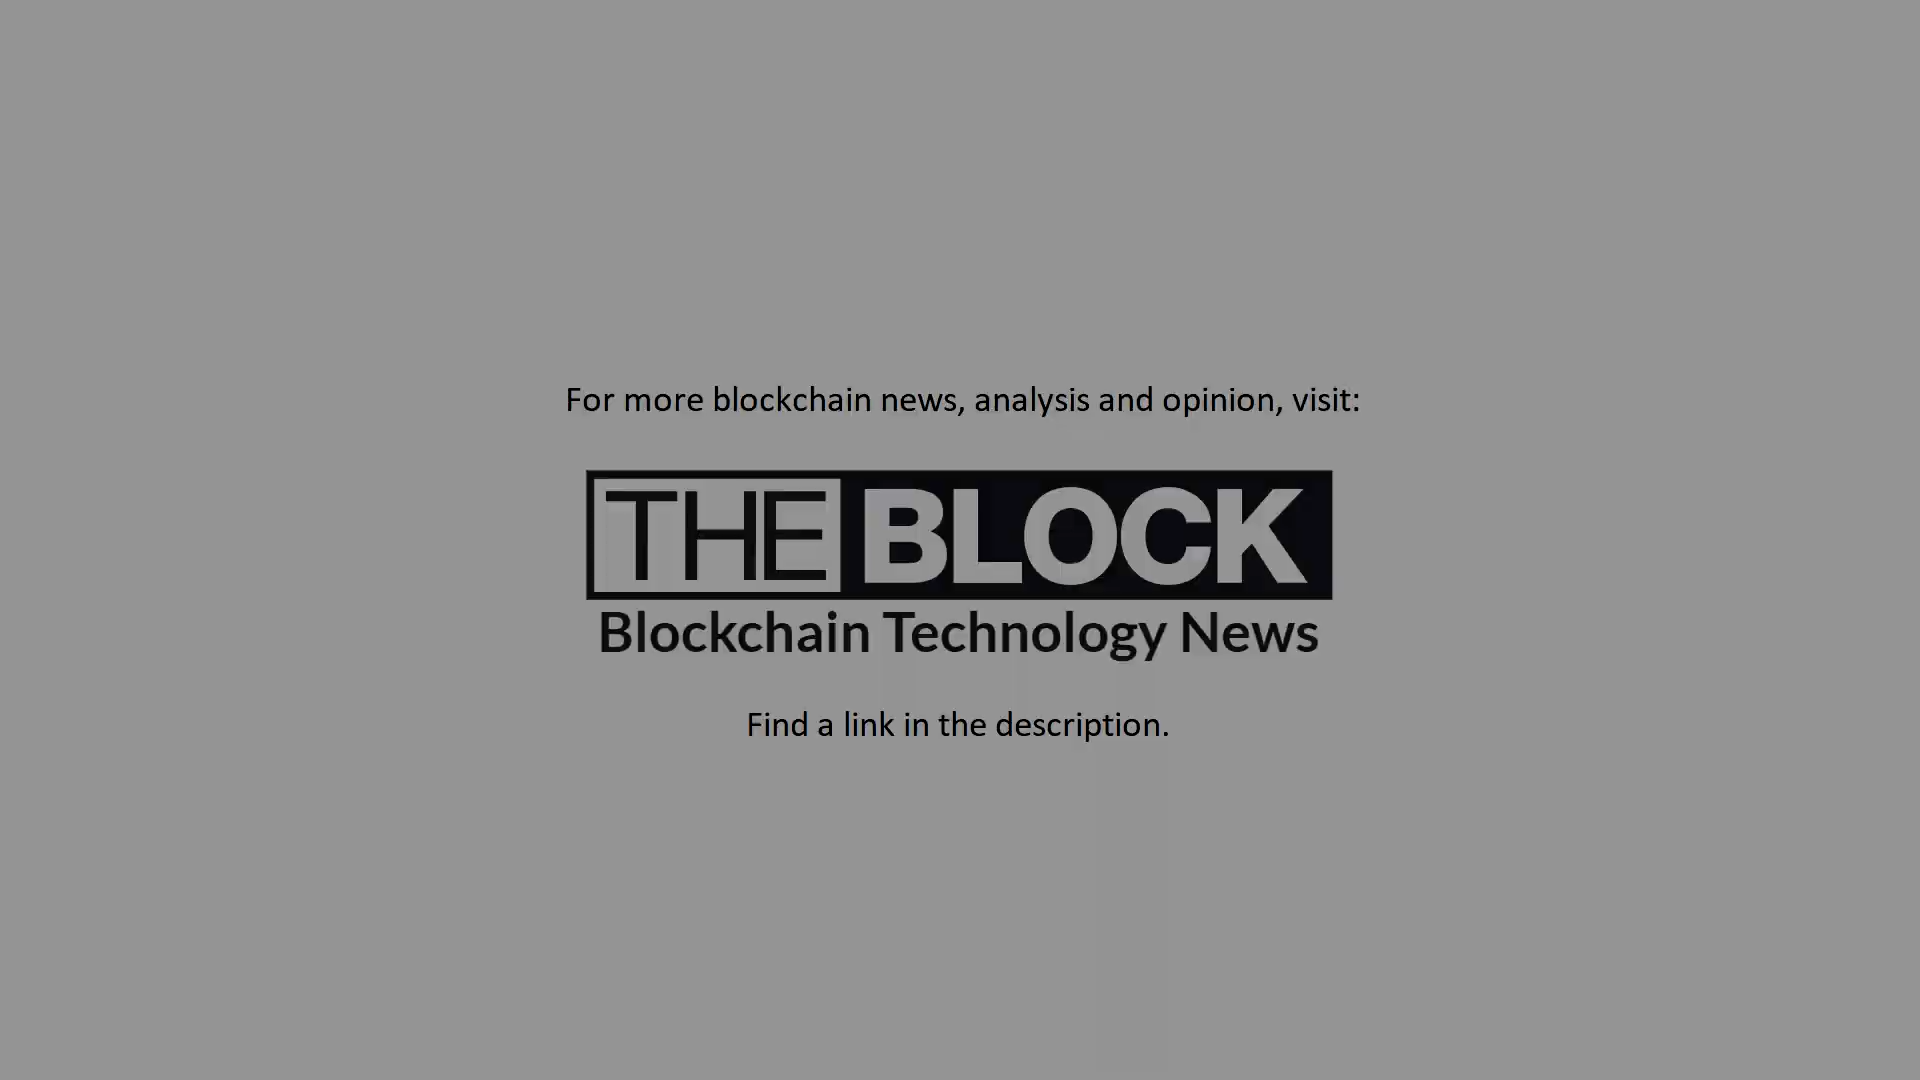 For more blockchain news, analysis and opinion, visit:
THE BLOCK
Blockchain Technology News
Find a link in the description.